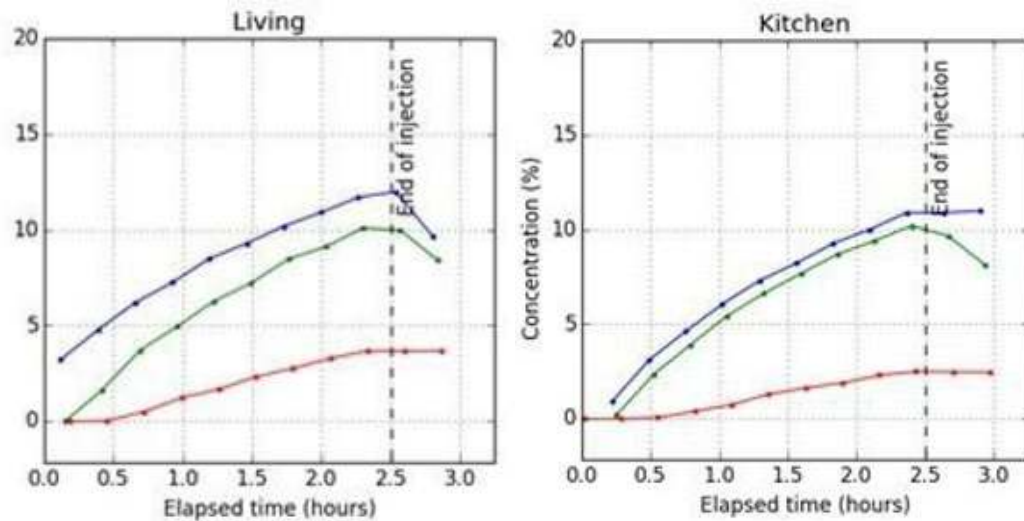 Living
20
15
10
5
0
0.0 0.5 1.0 1.5 2.0 2.5 3.0
Elapsed time (hours)
End of injection
Kitchen
Concentration (%)
20
15
10
5
0
0.0 0.5 1.0 1.5 2.0 2.5 3.0
Elapsed time (hours)
End of injection